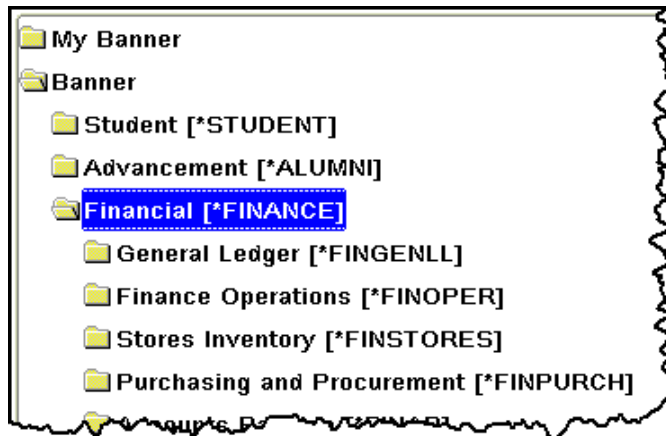 My Banner
Banner
Student [*STUDENT]
Advancement [*ALUMNI]
Financial [*FINANCE]
General Ledger [*FINGENLL]
Finance Operations [*FINOPER]
Stores Inventory [*FINSTORES]
Purchasing and Procurement [*FINPURCH]